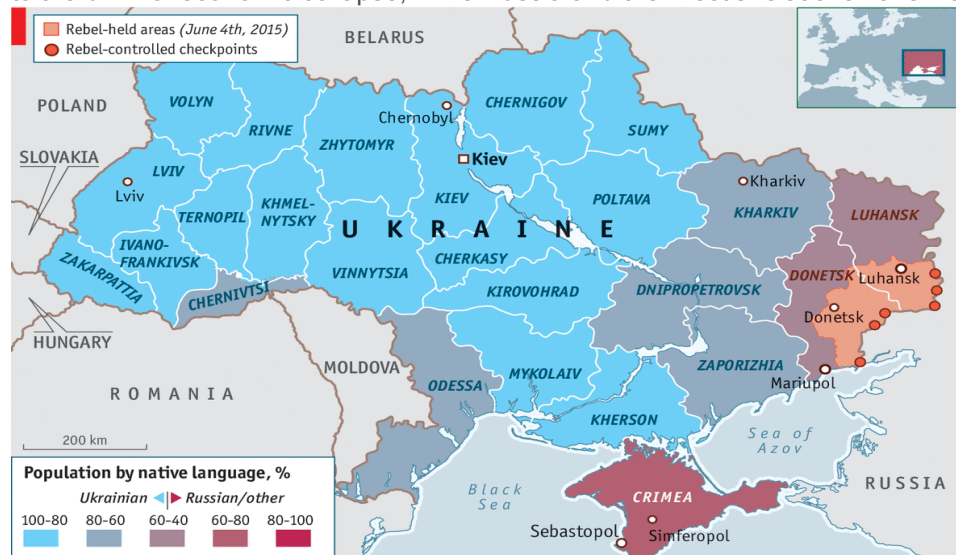 Rebel-held areas (June 4th, 2015)
Rebel-controlled checkpoints
BELARUS
POLAND
SLOVAKIA
HUNGARY
ROMANIA
MOLDOVA
RUSSIA
UKRAINE
VOLYN
RIVNE
ZHYTOMYR
Chernobyl
CHERNIGOV
SUMY
Kiev
LVIV
Lviv
TERNOPIL
KHMEL-
NYTSKY
KIEV
POLTAVA
Kharkiv
KHARKIV
LUHANSK
IVANO-
FRANKIVSK
ZAKARPATTIA
CHERNIVTSI
VINNYTSIA
CHERKASY
KIROVOHRAD
DNIPROPETROVSK
DONETSK
Luhansk
Donetsk
ODESSA
MYKOLAIV
ZAPORIZHIA
Mariupol
KHERSON
Sea of
Azov
Black
Sea
CRIMEA
Sebastopol
Simferopol
200 km
Population by native language, %
Ukrainian Russian/other
100-80 80-60 60-40 60-80 80-100